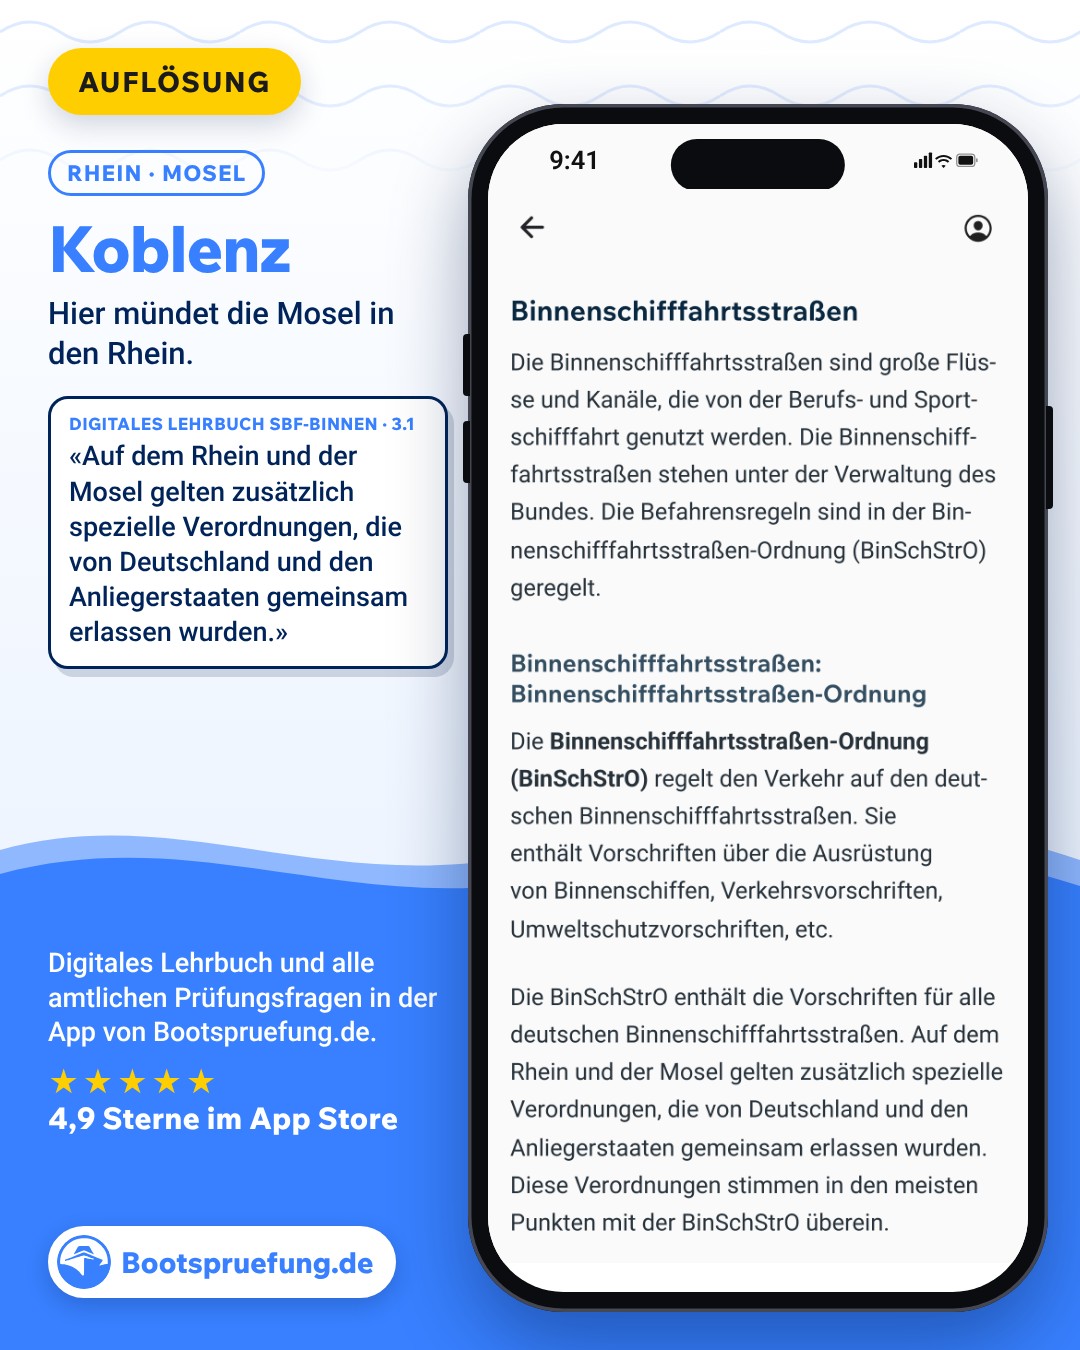 AUFLÖSUNG
RHEIN · MOSEL
Koblenz
Hier mündet die Mosel in
den Rhein.
DIGITALES LEHRBUCH SBF-BINNEN · 3.1
«Auf dem Rhein und der
Mosel gelten zusätzlich
spezielle Verordnungen, die
von Deutschland und den
Anliegerstaaten gemeinsam
erlassen wurden.»
Digitales Lehrbuch und alle
amtlichen Prüfungsfragen in der
App von Bootspruefung.de.
★★★★★
4,9 Sterne im App Store
Bootspruefung.de
9:41
Binnenschifffahrtsstraßen
Die Binnenschifffahrtsstraßen sind große Flüs-
se und Kanäle, die von der Berufs- und Sport-
schifffahrt genutzt werden. Die Binnenschiff-
fahrtsstraßen stehen unter der Verwaltung des
Bundes. Die Befahrensregeln sind in der Bin-
nenschifffahrtsstraßen-Ordnung (BinSchStrO)
geregelt.
Binnenschifffahrtsstraßen:
Binnenschifffahrtsstraßen-Ordnung
Die Binnenschifffahrtsstraßen-Ordnung
(BinSchStrO) regelt den Verkehr auf den deut-
schen Binnenschifffahrtsstraßen. Sie
enthält Vorschriften über die Ausrüstung
von Binnenschiffen, Verkehrsvorschriften,
Umweltschutzvorschriften, etc.
Die BinSchStrO enthält die Vorschriften für alle
deutschen Binnenschifffahrtsstraßen. Auf dem
Rhein und der Mosel gelten zusätzlich spezielle
Verordnungen, die von Deutschland und den
Anliegerstaaten gemeinsam erlassen wurden.
Diese Verordnungen stimmen in den meisten
Punkten mit der BinSchStrO überein.